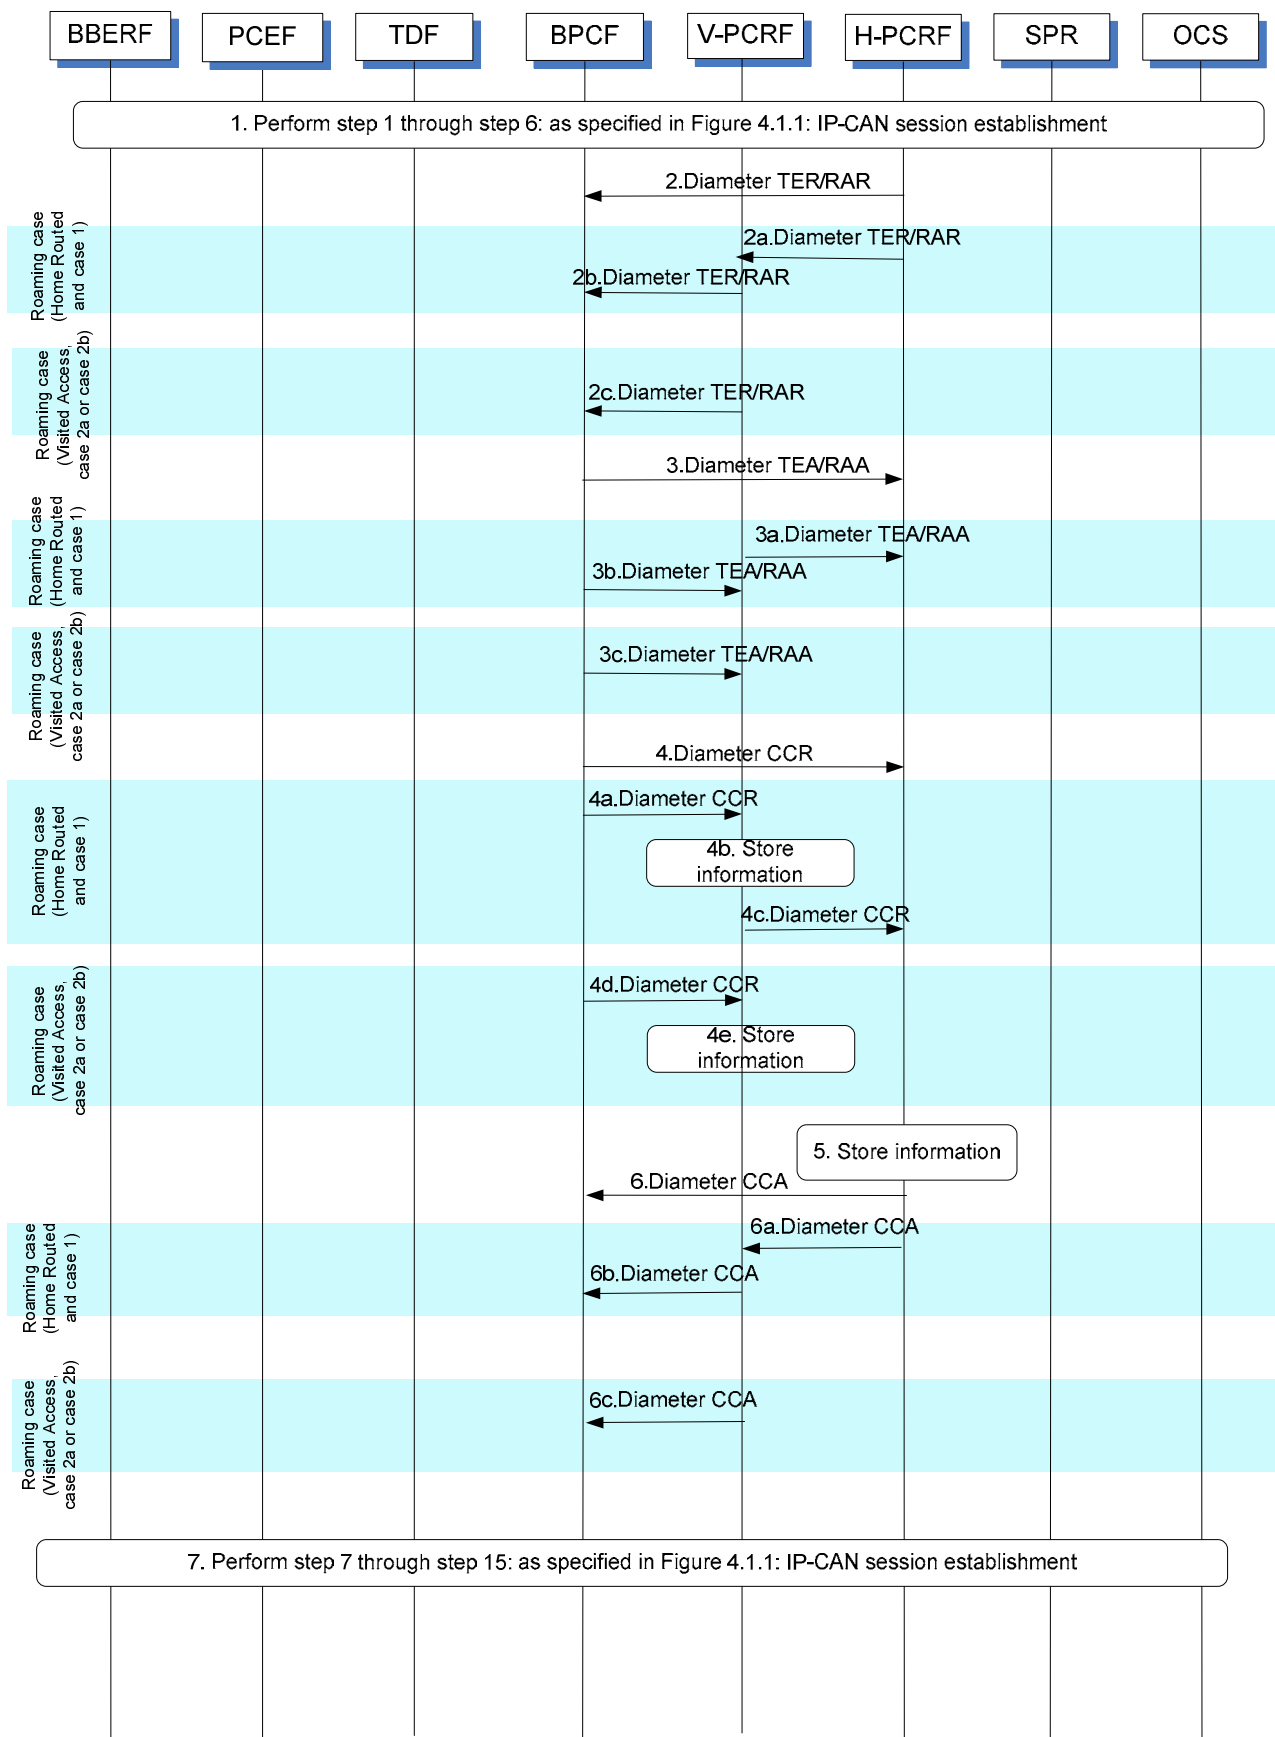 BBERF
PCEF
TDF
BPCF
V-PCRF
H-PCRF
SPR
OCS
1. Perform step 1 through step 6: as specified in Figure 4.1.1: IP-CAN session establishment
2.Diameter TER/RAR
Roaming case
(Home Routed
and case 1)
2a.Diameter TER/RAR
2b.Diameter TER/RAR
Roaming case
(Visited Access,
case 2a or case 2b)
2c.Diameter TER/RAR
3.Diameter TEA/RAA
Roaming case
(Home Routed
and case 1)
3a.Diameter TEA/RAA
3b.Diameter TEA/RAA
Roaming case
(Visited Access,
case 2a or case 2b)
3c.Diameter TEA/RAA
4.Diameter CCR
Roaming case
(Home Routed
and case 1)
4a.Diameter CCR
4b. Store
information
4c.Diameter CCR
Roaming case
(Visited Access,
case 2a or case 2b)
4d.Diameter CCR
4e. Store
information
5. Store information
6.Diameter CCA
Roaming case
(Home Routed
and case 1)
6a.Diameter CCA
6b.Diameter CCA
Roaming case
(Visited Access,
case 2a or case 2b)
6c.Diameter CCA
7. Perform step 7 through step 15: as specified in Figure 4.1.1: IP-CAN session establishment